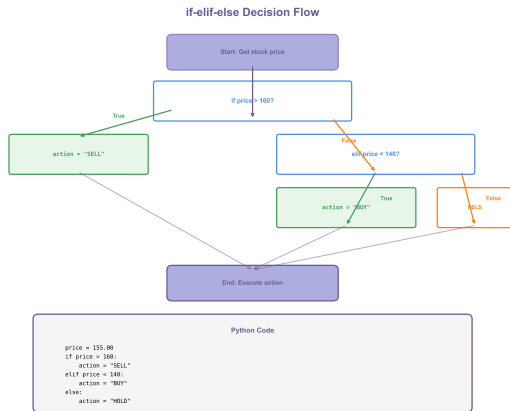 if-elif-else Decision Flow
Start: Get stock price
if price > 160?
True
False
action = "SELL"
elif price < 140?
True
False
action = "BUY"
HOLD
End: Execute action
Python Code
price = 155.00
if price > 160:
    action = "SELL"
elif price < 140:
    action = "BUY"
else:
    action = "HOLD"